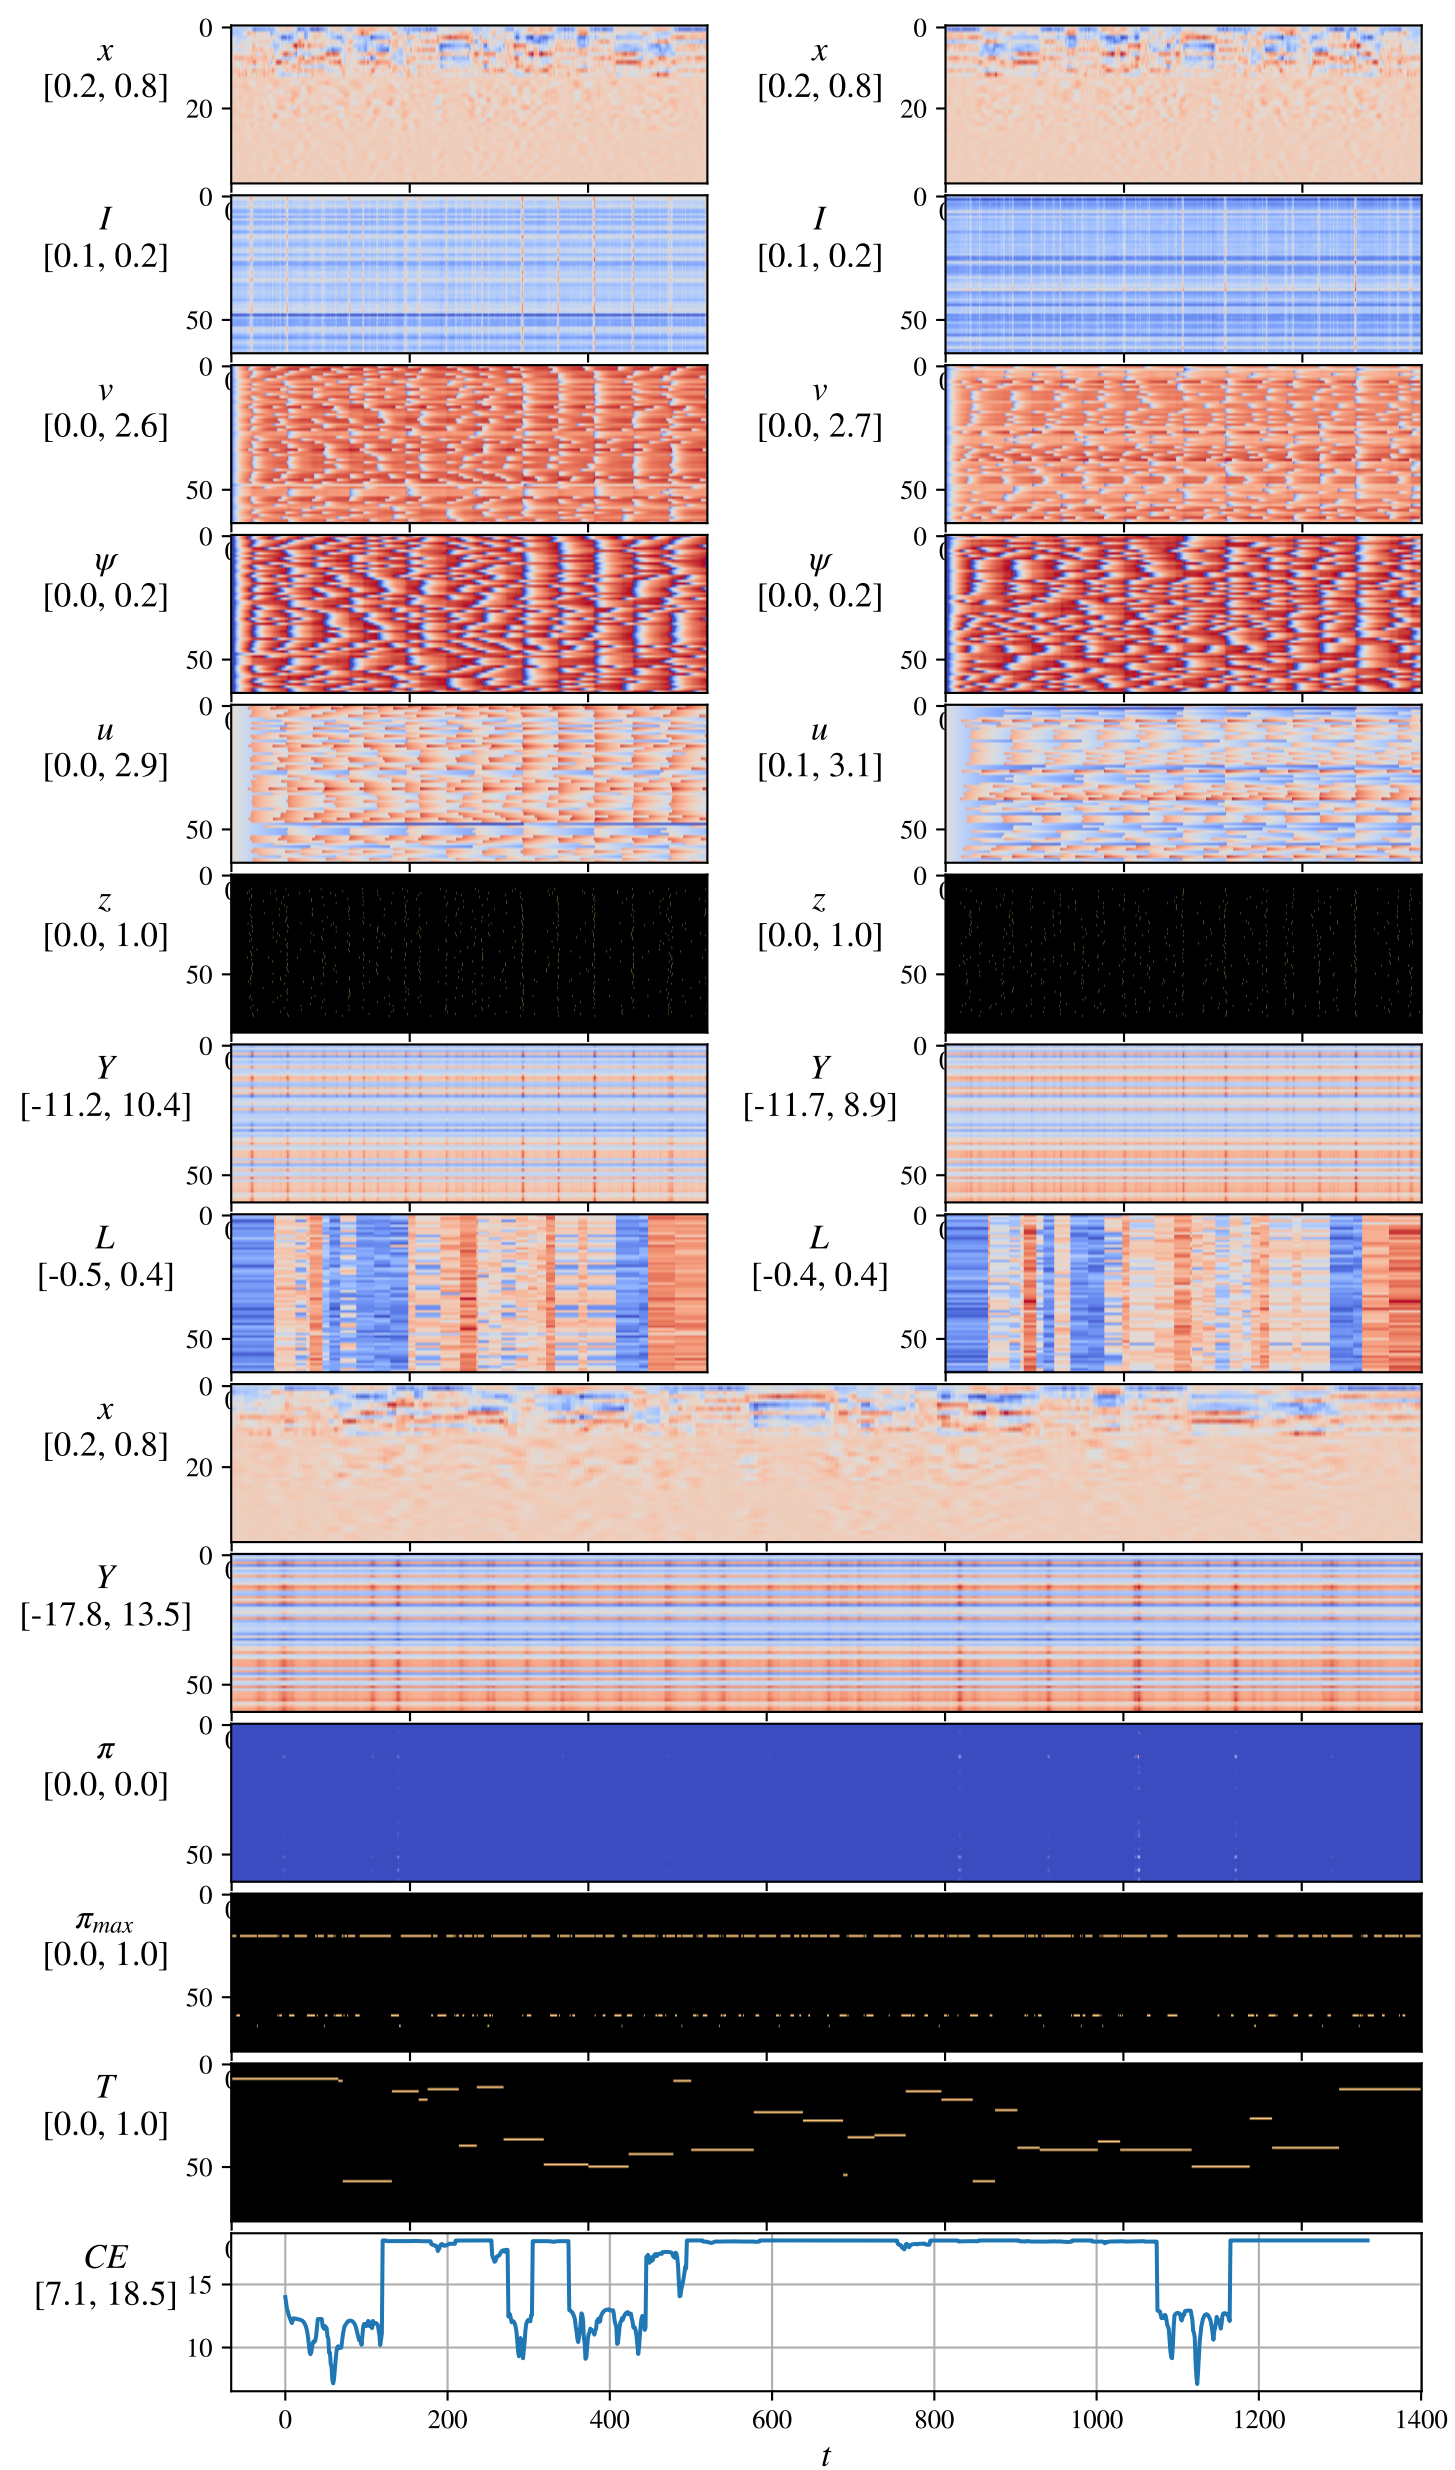 x
[0.2, 0.8]
0
20
x
[0.2, 0.8]
0
20
I
[0.1, 0.2]
0
50
I
[0.1, 0.2]
0
50
v
[0.0, 2.6]
0
50
v
[0.0, 2.7]
0
50
ψ
[0.0, 0.2]
0
50
ψ
[0.0, 0.2]
0
50
u
[0.0, 2.9]
0
50
u
[0.1, 3.1]
0
50
z
[0.0, 1.0]
0
50
z
[0.0, 1.0]
0
50
Y
[-11.2, 10.4]
0
50
Y
[-11.7, 8.9]
0
50
L
[-0.5, 0.4]
0
50
L
[-0.4, 0.4]
0
50
x
[0.2, 0.8]
0
20
Y
[-17.8, 13.5]
0
50
π
[0.0, 0.0]
0
50
πmax
[0.0, 1.0]
0
50
T
[0.0, 1.0]
0
50
CE
[7.1, 18.5]
15
10
0 200 400 600 800 1000 1200 1400
t